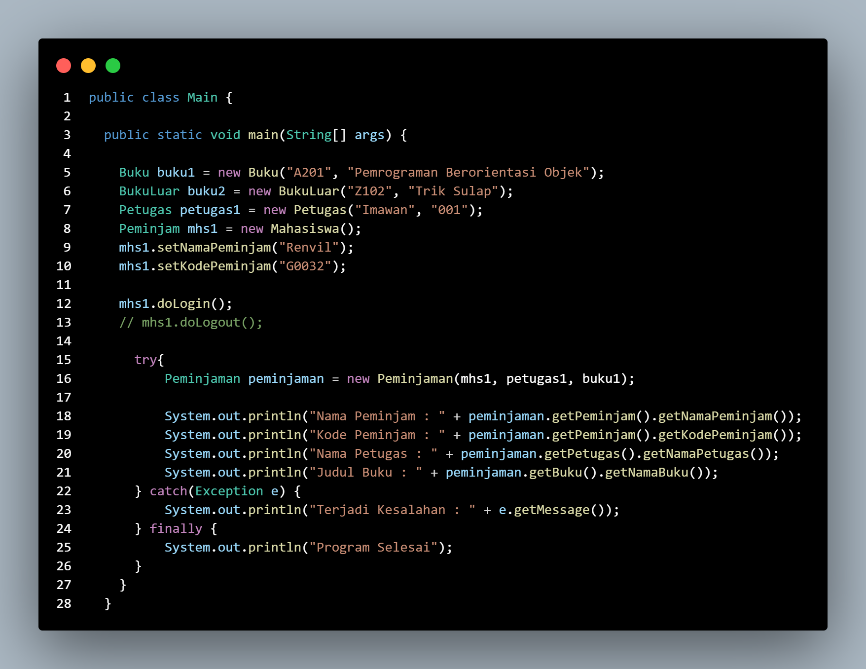 1 public class Main {
2
3   public static void main(String[] args) {
4
5     Buku buku1 = new Buku("A201", "Pemrograman Berorientasi Objek");
6     BukuLuar buku2 = new BukuLuar("Z102", "Trik Sulap");
7     Petugas petugas1 = new Petugas("Imawan", "001");
8     Peminjam mhs1 = new Mahasiswa();
9     mhs1.setNamaPeminjam("Renvil");
10     mhs1.setKodePeminjam("G0032");
11
12     mhs1.doLogin();
13     // mhs1.doLogout();
14
15       try{
16           Peminjaman peminjaman = new Peminjaman(mhs1, petugas1, buku1);
17
18           System.out.println("Nama Peminjam : " + peminjaman.getPeminjam().getNamaPeminjam());
19           System.out.println("Kode Peminjam : " + peminjaman.getPeminjam().getKodePeminjam());
20           System.out.println("Nama Petugas : " + peminjaman.getPetugas().getNamaPetugas());
21           System.out.println("Judul Buku : " + peminjaman.getBuku().getNamaBuku());
22       } catch(Exception e) {
23           System.out.println("Terjadi Kesalahan : " + e.getMessage());
24       } finally {
25           System.out.println("Program Selesai");
26       }
27     }
28   }